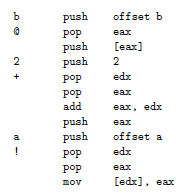 b push offset b
@ pop eax
push [eax]
2 push 2
+ pop edx
pop eax
add eax, edx
push eax
a push offset a
! pop edx
pop eax
mov [edx], eax